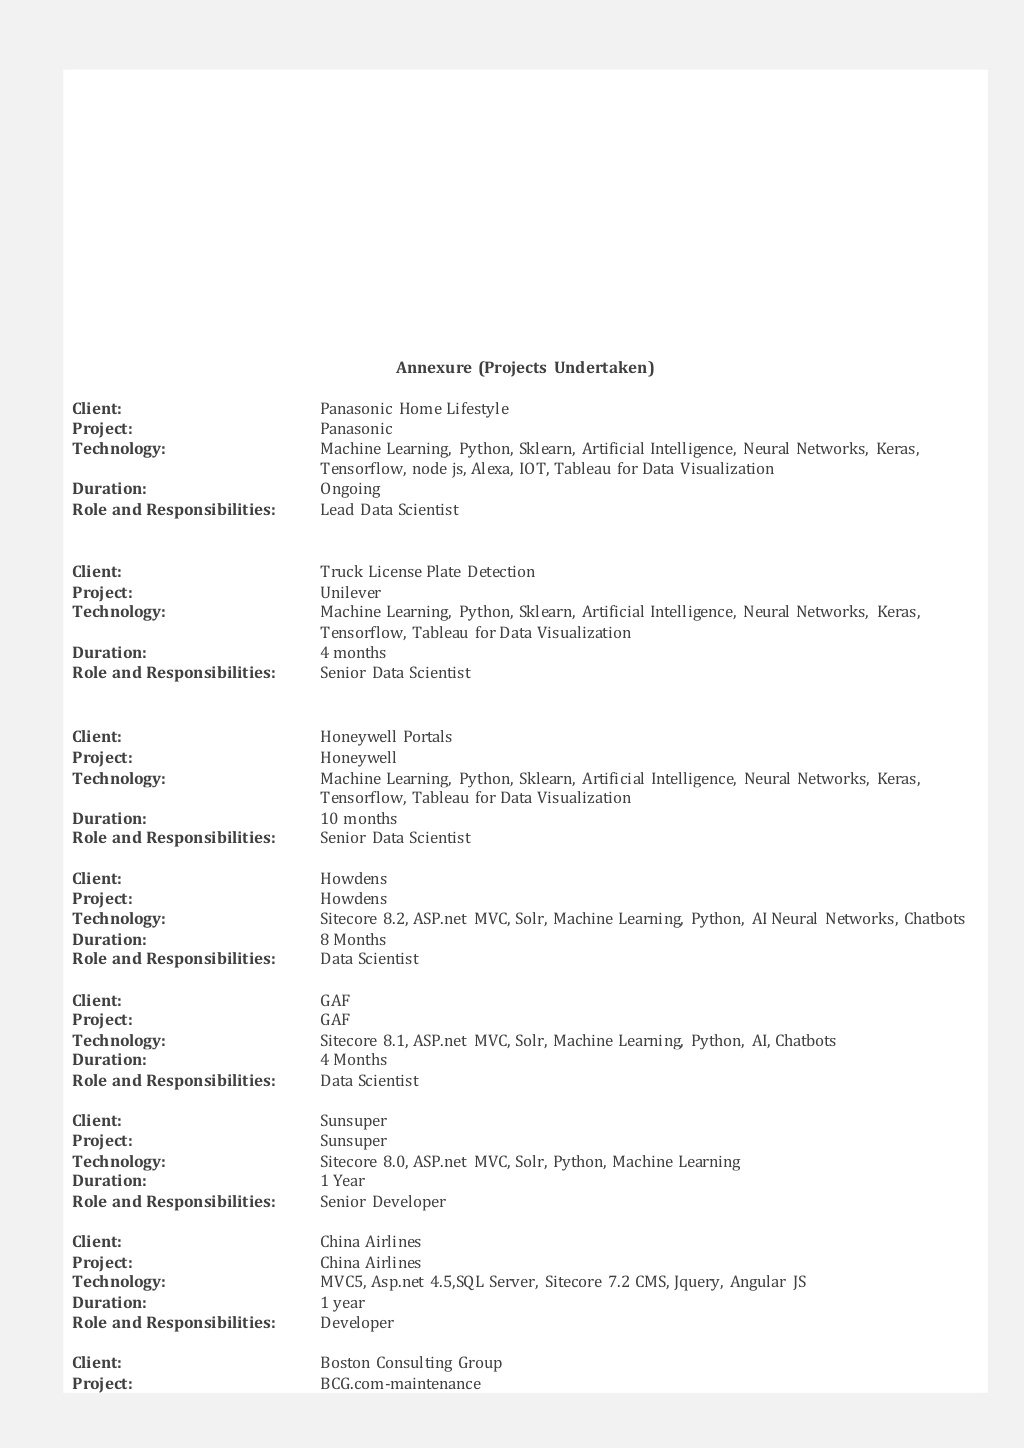 Annexure (Projects Undertaken)
Client: Panasonic Home Lifestyle
Project: Panasonic
Technology: Machine Learning, Python, Sklearn, Artificial Intelligence, Neural Networks, Keras,
Tensorflow, node js, Alexa, IOT, Tableau for Data Visualization
Duration: Ongoing
Role and Responsibilities: Lead Data Scientist
Client: Truck License Plate Detection
Project: Unilever
Technology: Machine Learning, Python, Sklearn, Artificial Intelligence, Neural Networks, Keras,
Tensorflow, Tableau for Data Visualization
Duration: 4 months
Role and Responsibilities: Senior Data Scientist
Client: Honeywell Portals
Project: Honeywell
Technology: Machine Learning, Python, Sklearn, Artificial Intelligence, Neural Networks, Keras,
Tensorflow, Tableau for Data Visualization
Duration: 10 months
Role and Responsibilities: Senior Data Scientist
Client: Howdens
Project: Howdens
Technology: Sitecore 8.2, ASP.net MVC, Solr, Machine Learning, Python, AI Neural Networks, Chatbots
Duration: 8 Months
Role and Responsibilities: Data Scientist
Client: GAF
Project: GAF
Technology: Sitecore 8.1, ASP.net MVC, Solr, Machine Learning, Python, AI, Chatbots
Duration: 4 Months
Role and Responsibilities: Data Scientist
Client: Sunsuper
Project: Sunsuper
Technology: Sitecore 8.0, ASP.net MVC, Solr, Python, Machine Learning
Duration: 1 Year
Role and Responsibilities: Senior Developer
Client: China Airlines
Project: China Airlines
Technology: MVC5, Asp.net 4.5,SQL Server, Sitecore 7.2 CMS, Jquery, Angular JS
Duration: 1 year
Role and Responsibilities: Developer
Client: Boston Consulting Group
Project: BCG.com-maintenance